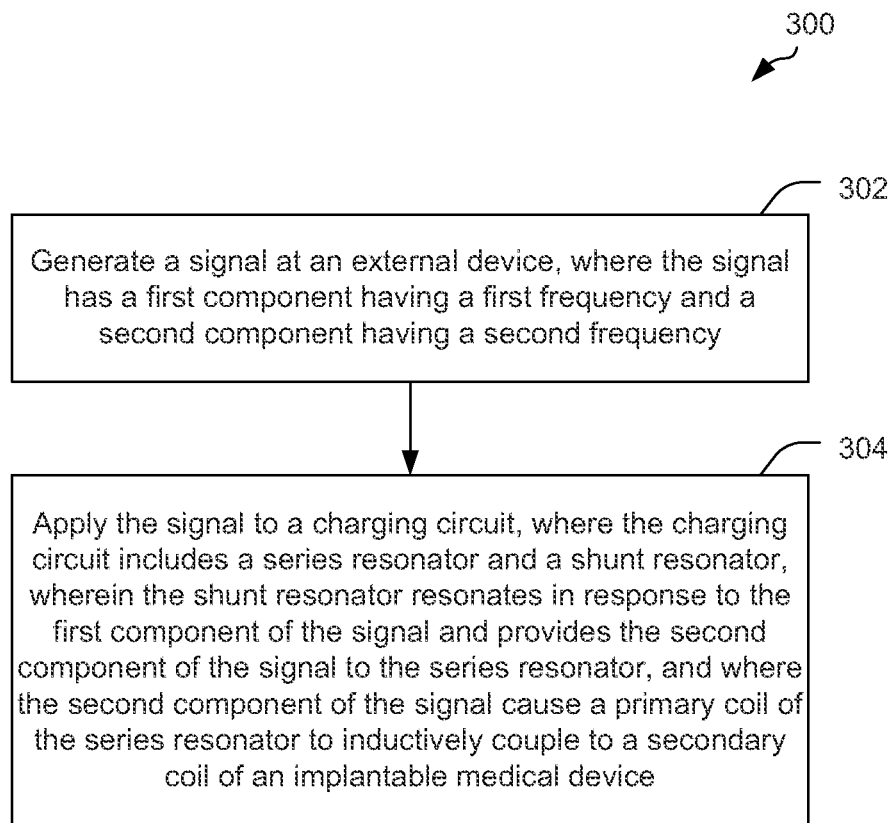 300
302
Generate a signal at an external device, where the signal
has a first component having a first frequency and a
second component having a second frequency
304
Apply the signal to a charging circuit, where the charging
circuit includes a series resonator and a shunt resonator,
wherein the shunt resonator resonates in response to the
first component of the signal and provides the second
component of the signal to the series resonator, and where
the second component of the signal cause a primary coil of
the series resonator to inductively couple to a secondary
coil of an implantable medical device